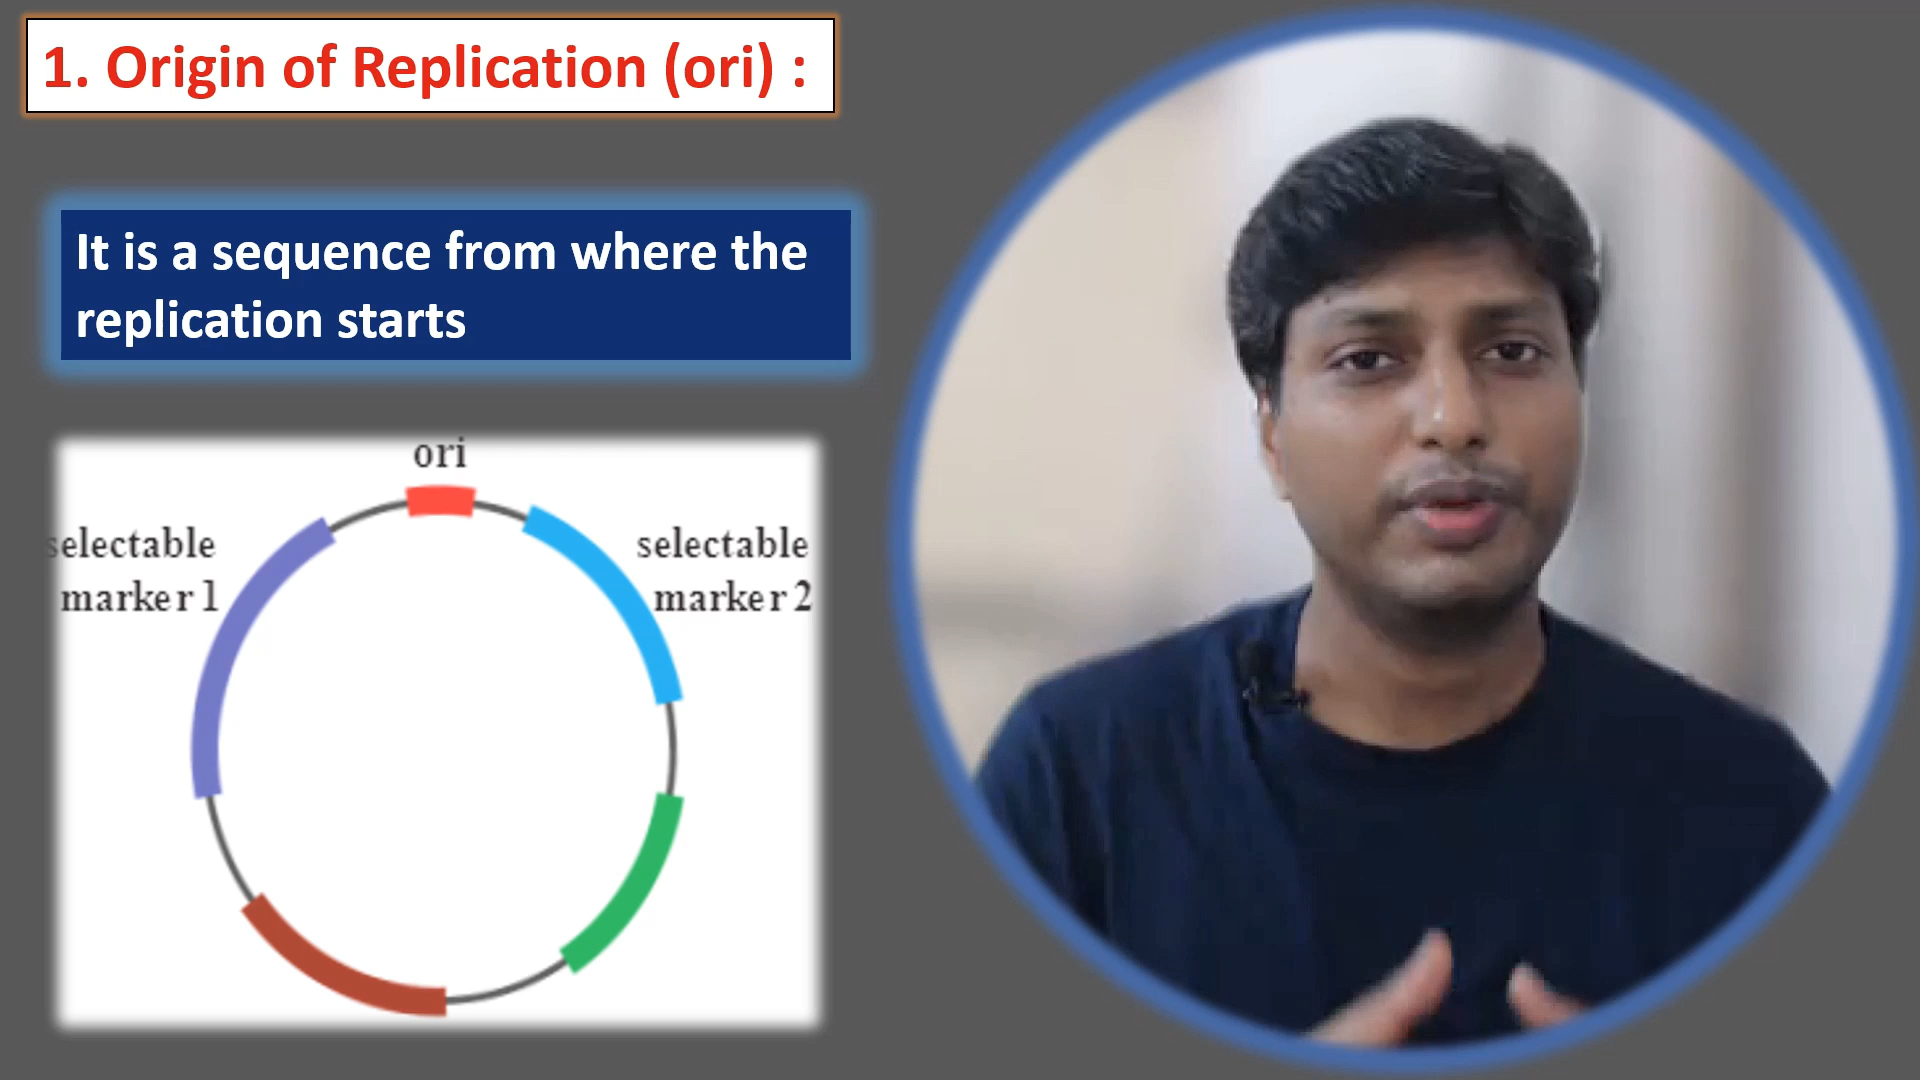 1. Origin of Replication (ori) :
It is a sequence from where the
replication starts
ori
selectable
marker 1
selectable
marker 2